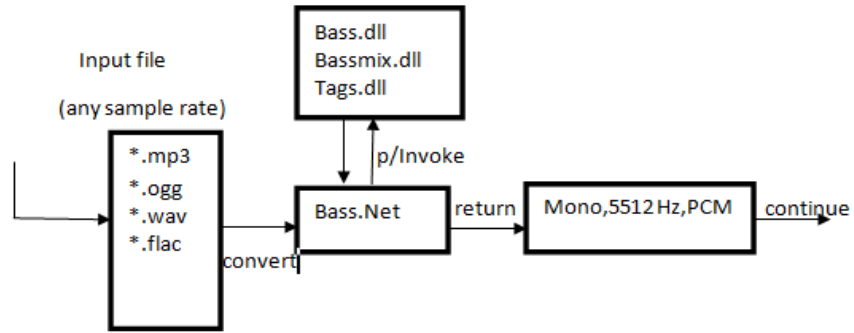 Input file
(any sample rate)
*.mp3
*.ogg
*.wav
*.flac
convert
Bass.dll
Bassmix.dll
Tags.dll
p/Invoke
Bass.Net
return
Mono,5512 Hz,PCM
continue